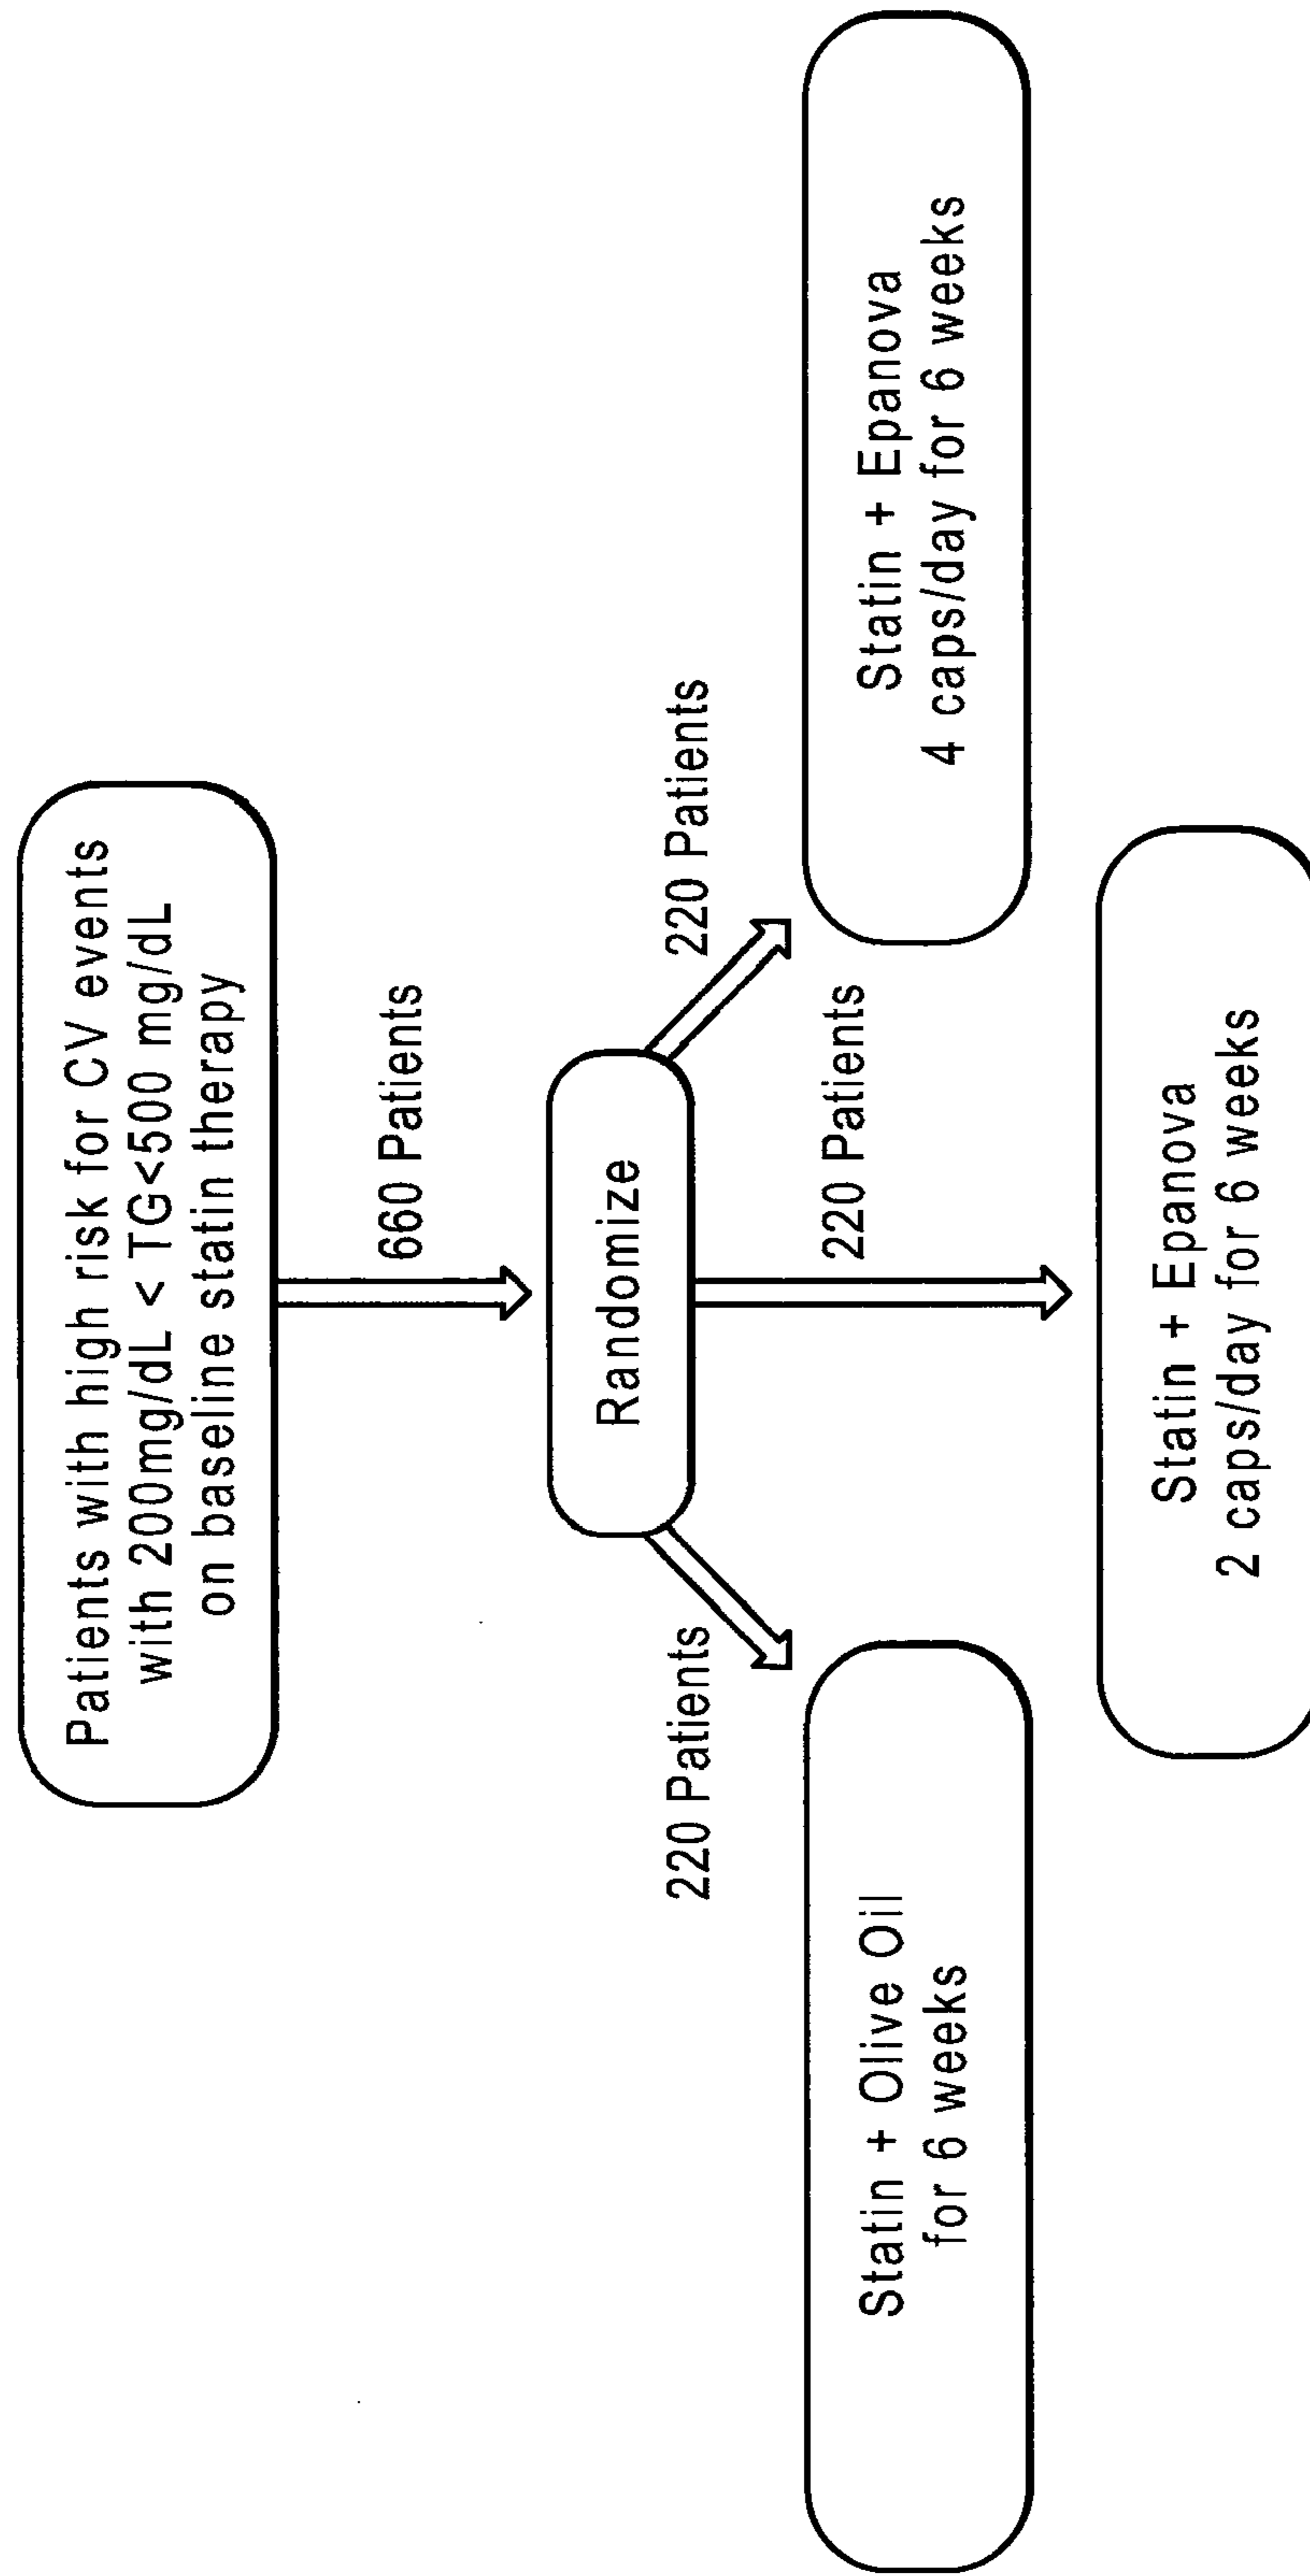 Patients with high risk for CV events
with 200mg/dL < TG<500 mg/dL
on baseline statin therapy
660 Patients
Randomize
220 Patients
220 Patients
220 Patients
Statin + Olive Oil
for 6 weeks
Statin + Epanova
4 caps/day for 6 weeks
Statin + Epanova
2 caps/day for 6 weeks